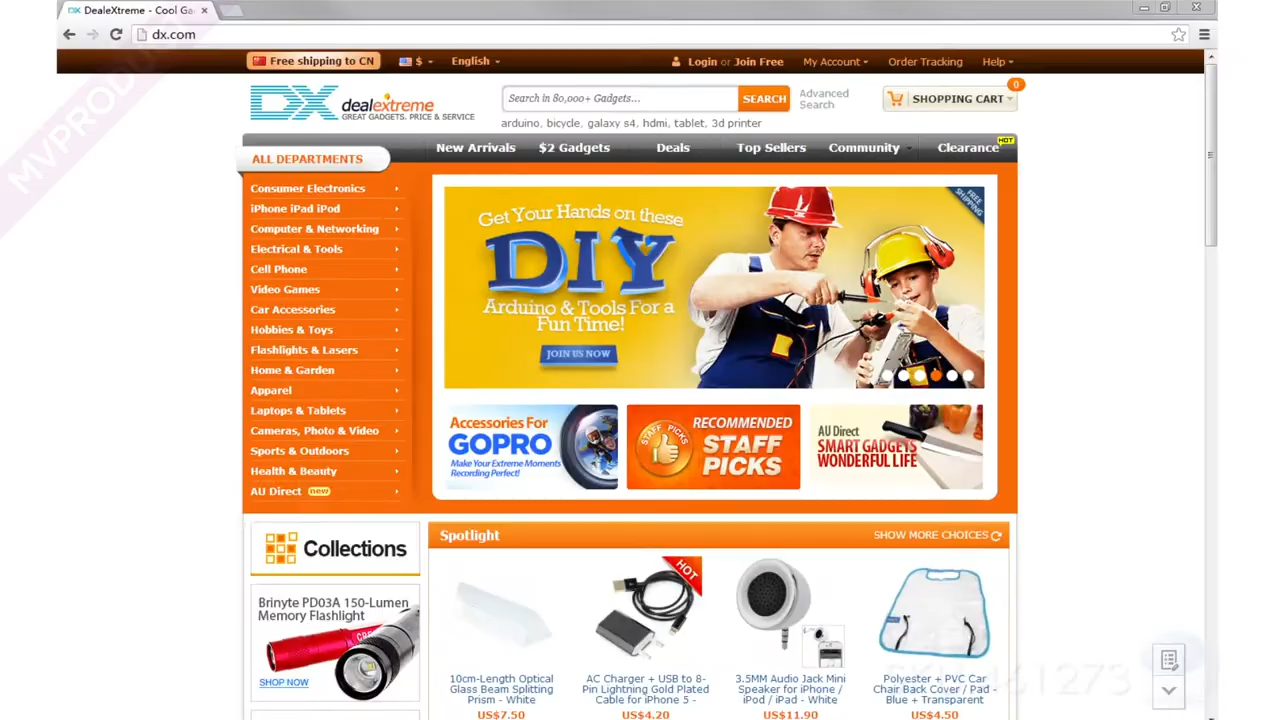 DealeXtreme - Cool Ga
dx.com
Free shipping to CN
$
English
Login or Join Free
My Account
Order Tracking
Help
DX dealextreme
GREAT GADGETS. PRICE & SERVICE
Search in 80,000+ Gadgets...
SEARCH
Advanced
Search
SHOPPING CART
0
arduino, bicycle, galaxy s4, hdmi, tablet, 3d printer
ALL DEPARTMENTS
New Arrivals
$2 Gadgets
Deals
Top Sellers
Community
Clearance
HOT
Consumer Electronics
iPhone iPad iPod
Computer & Networking
Electrical & Tools
Cell Phone
Video Games
Car Accessories
Hobbies & Toys
Flashlights & Lasers
Home & Garden
Apparel
Laptops & Tablets
Cameras, Photo & Video
Sports & Outdoors
Health & Beauty
AU Direct new
Get Your Hands on these
DIY
Arduino & Tools For a
Fun Time!
JOIN US NOW
FREE
SHIPPING
Accessories For
GOPRO
Make Your Extreme Moments
Recording Perfect!
STAFF PICKS
RECOMMENDED
STAFF
PICKS
AU Direct
SMART GADGETS
WONDERFUL LIFE
Collections
Brinyte PD03A 150-Lumen
Memory Flashlight
SHOP NOW
Spotlight
SHOW MORE CHOICES
HOT
10cm-Length Optical
Glass Beam Splitting
Prism - White
US$7.50
AC Charger + USB to 8-
Pin Lightning Gold Plated
Cable for iPhone 5 -
US$4.20
3.5MM Audio Jack Mini
Speaker for iPhone /
iPod / iPad - White
US$11.90
Polyester + PVC Car
Chair Back Cover / Pad -
Blue + Transparent
US$4.50